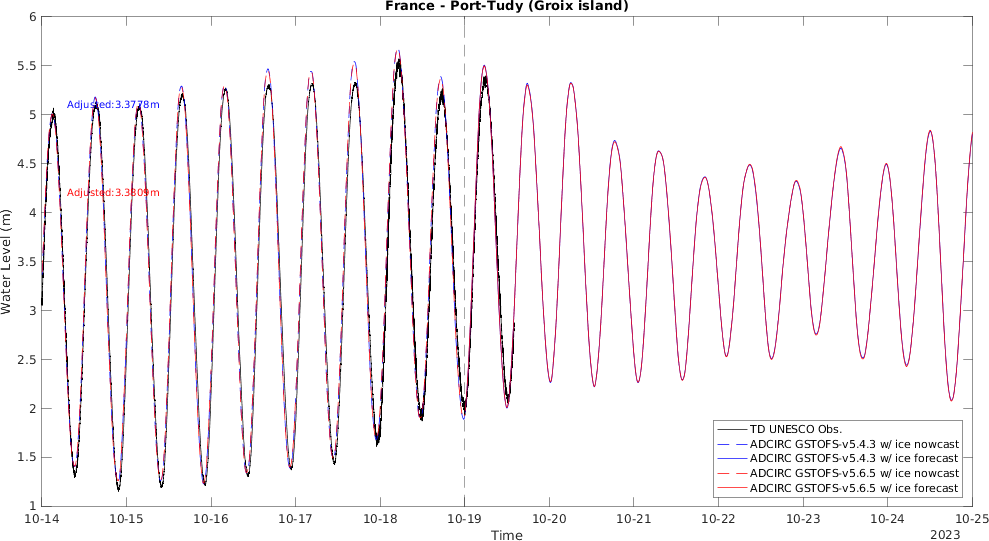 France - Port-Tudy (Groix island)
Water Level (m)
6
5.5
5
4.5
4
3.5
3
2.5
2
1.5
1
Adjusted:3.3778m
Adjusted:3.3809m
TD UNESCO Obs.
ADCIRC GSTOFS-v5.4.3 w/ ice nowcast
ADCIRC GSTOFS-v5.4.3 w/ ice forecast
ADCIRC GSTOFS-v5.6.5 w/ ice nowcast
ADCIRC GSTOFS-v5.6.5 w/ ice forecast
10-14 10-15 10-16 10-17 10-18 10-19 10-20 10-21 10-22 10-23 10-24 10-25
Time
2023